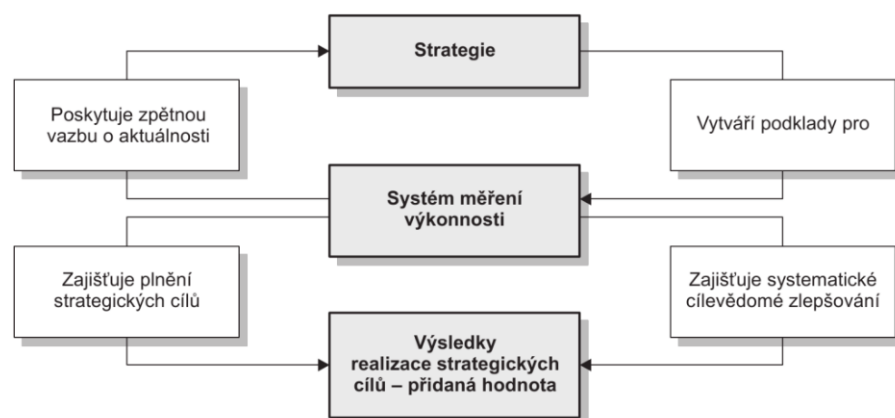 Strategie
Poskytuje zpětnou
vazbu o aktuálnosti
Vytváří podklady pro
Systém měření
výkonnosti
Zajišťuje plnění
strategických cílů
Zajišťuje systematické
cílevědomé zlepšování
Výsledky
realizace strategických
cílů – přidaná hodnota